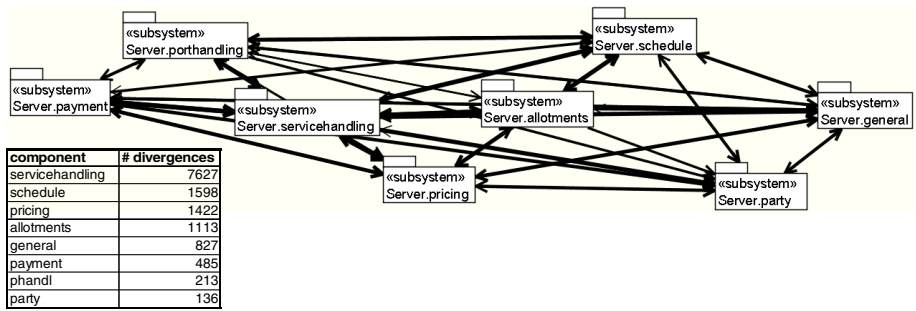 «subsystem»
Server.porthandling
«subsystem»
Server.schedule
«subsystem»
Server.payment
«subsystem»
Server.servicehandling
«subsystem»
Server.allotments
«subsystem»
Server.general
«subsystem»
Server.pricing
«subsystem»
Server.party
component # divergences
servicehandling 7627
schedule 1598
pricing 1422
allotments 1113
general 827
payment 485
phandl 213
party 136